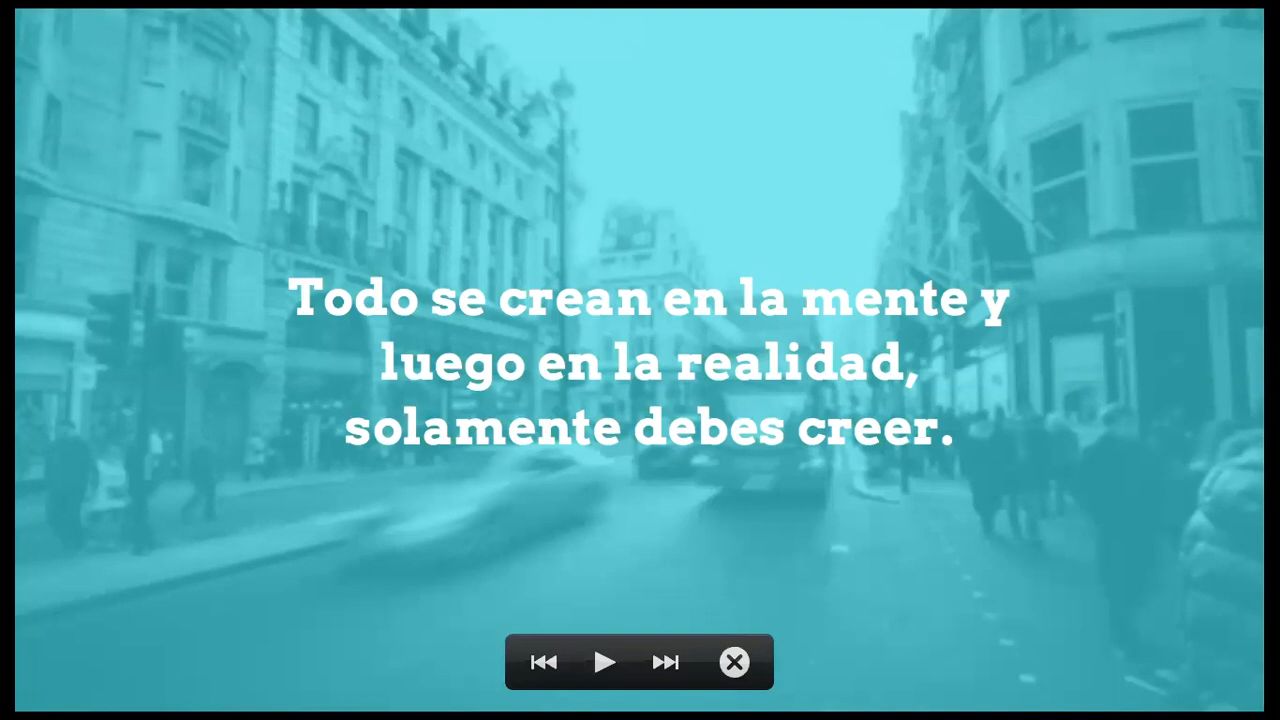 Todo se crean en la mente y
luego en la realidad,
solamente debes creer.